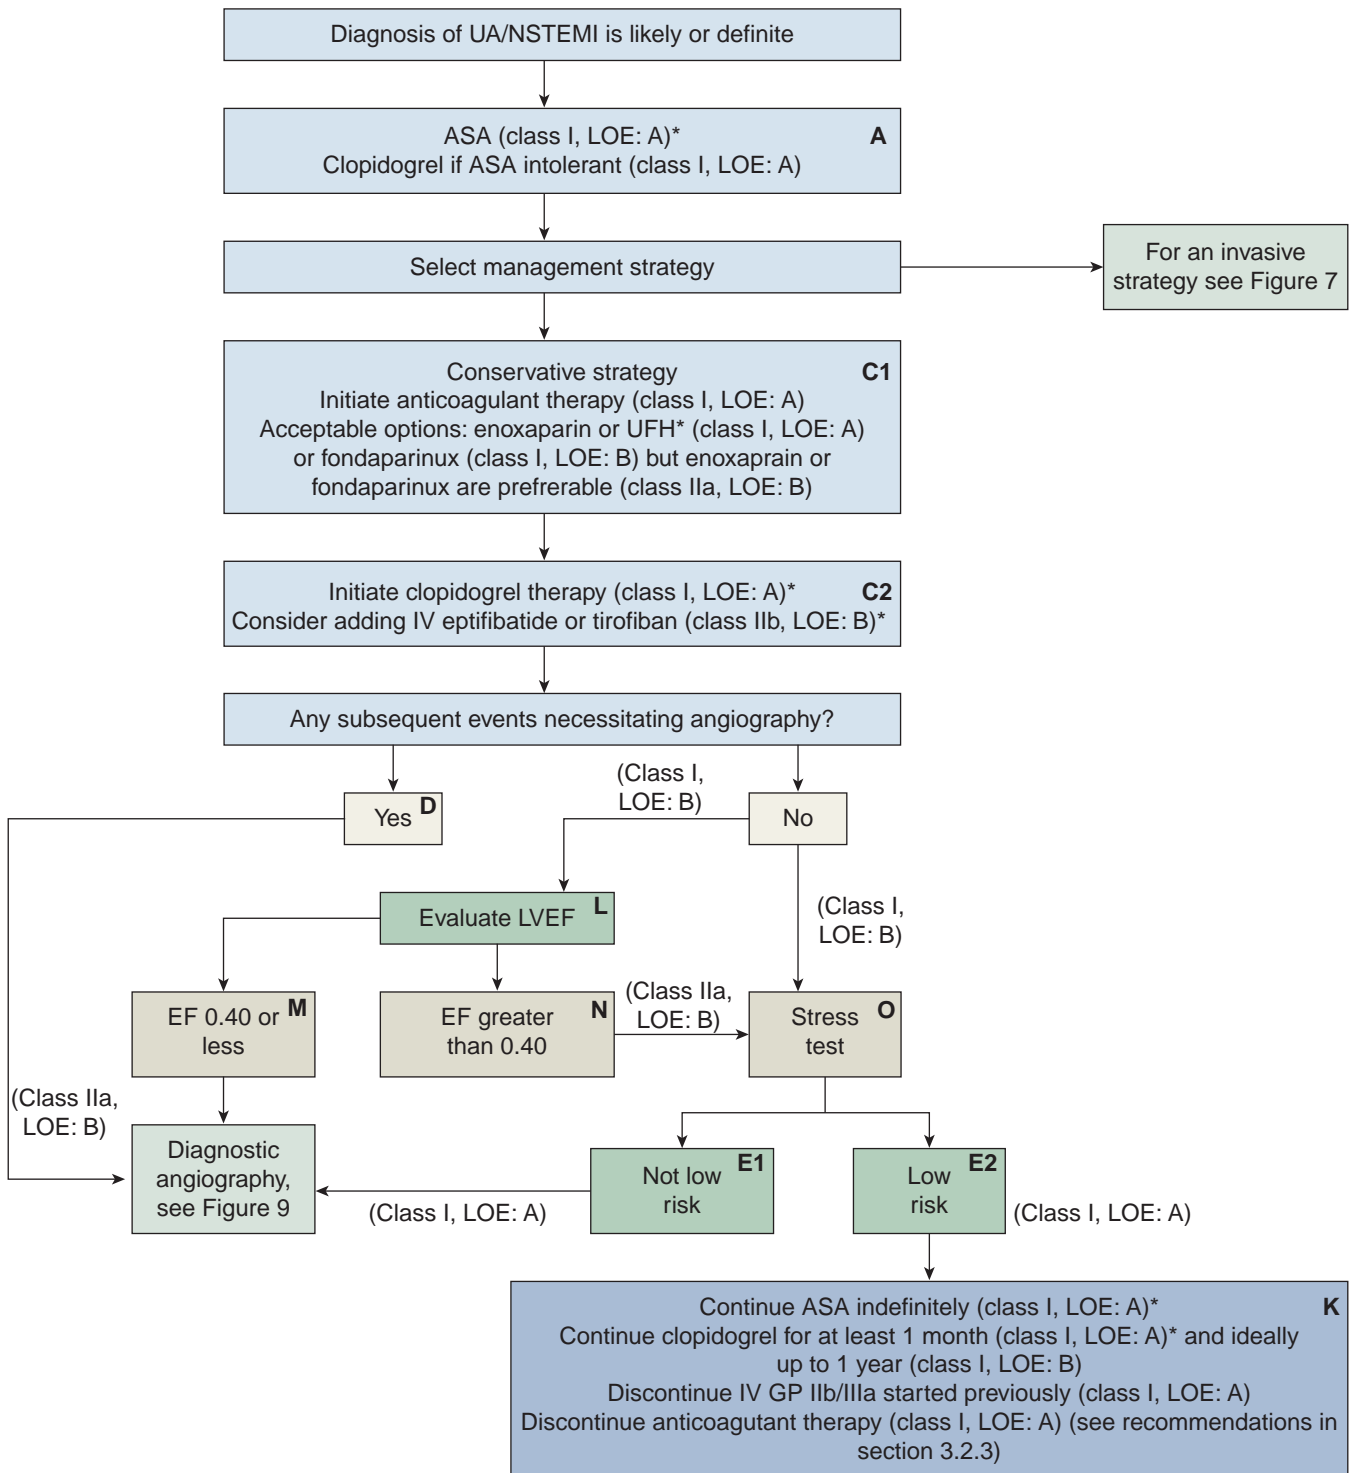 Diagnosis of UA/NSTEMI is likely or definite
ASA (class I, LOE: A)*
A
Clopidogrel if ASA intolerant (class I, LOE: A)
Select management strategy
For an invasive
strategy see Figure 7
Conservative strategy
C1
Initiate anticoagulant therapy (class I, LOE: A)
Acceptable options: enoxaparin or UFH* (class I, LOE: A)
or fondaparinux (class I, LOE: B) but enoxaprain or
fondaparinux are prefrerable (class IIa, LOE: B)
Initiate clopidogrel therapy (class I, LOE: A)*
C2
Consider adding IV eptifibatide or tirofiban (class IIb, LOE: B)*
Any subsequent events necessitating angiography?
(Class I,
LOE: B)
Yes
D
No
Evaluate LVEF
L
(Class I,
LOE: B)
EF 0.40 or
less
M
EF greater
than 0.40
N
(Class IIa,
LOE: B)
Stress
test
O
(Class IIa,
LOE: B)
Diagnostic
angiography,
see Figure 9
(Class I, LOE: A)
Not low
risk
E1
Low
risk
E2
(Class I, LOE: A)
Continue ASA indefinitely (class I, LOE: A)*
K
Continue clopidogrel for at least 1 month (class I, LOE: A)* and ideally
up to 1 year (class I, LOE: B)
Discontinue IV GP IIb/IIIa started previously (class I, LOE: A)
Discontinue anticoagutant therapy (class I, LOE: A) (see recommendations in
section 3.2.3)